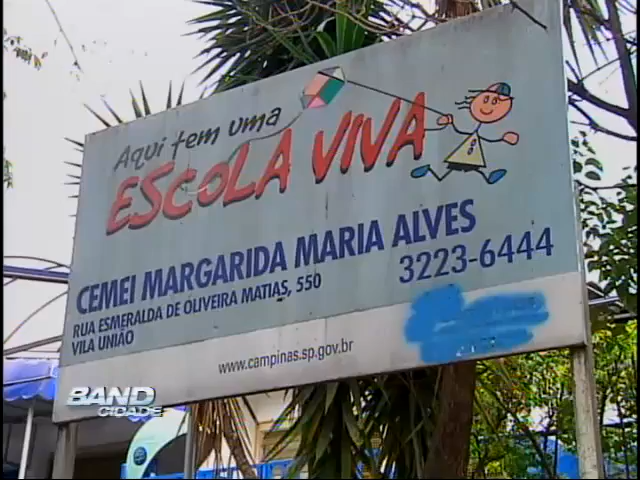 Aqui tem uma
ESCOLA VIVA
CEMEI MARGARIDA MARIA ALVES
RUA ESMERALDA DE OLIVEIRA MATIAS, 550
VILA UNIÃO
3223-6444
www.campinas.sp.gov.br
BAND
CIDADE